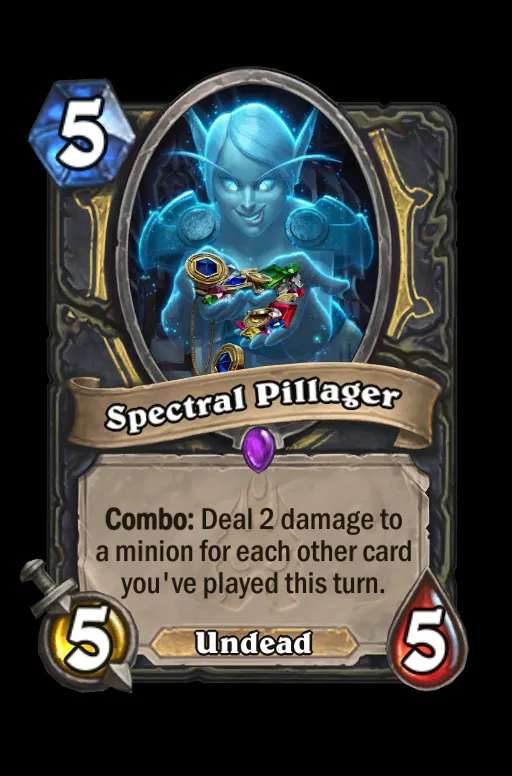 5
Spectral Pillager
Combo: Deal 2 damage to
a minion for each other card
you've played this turn.
5
Undead
5